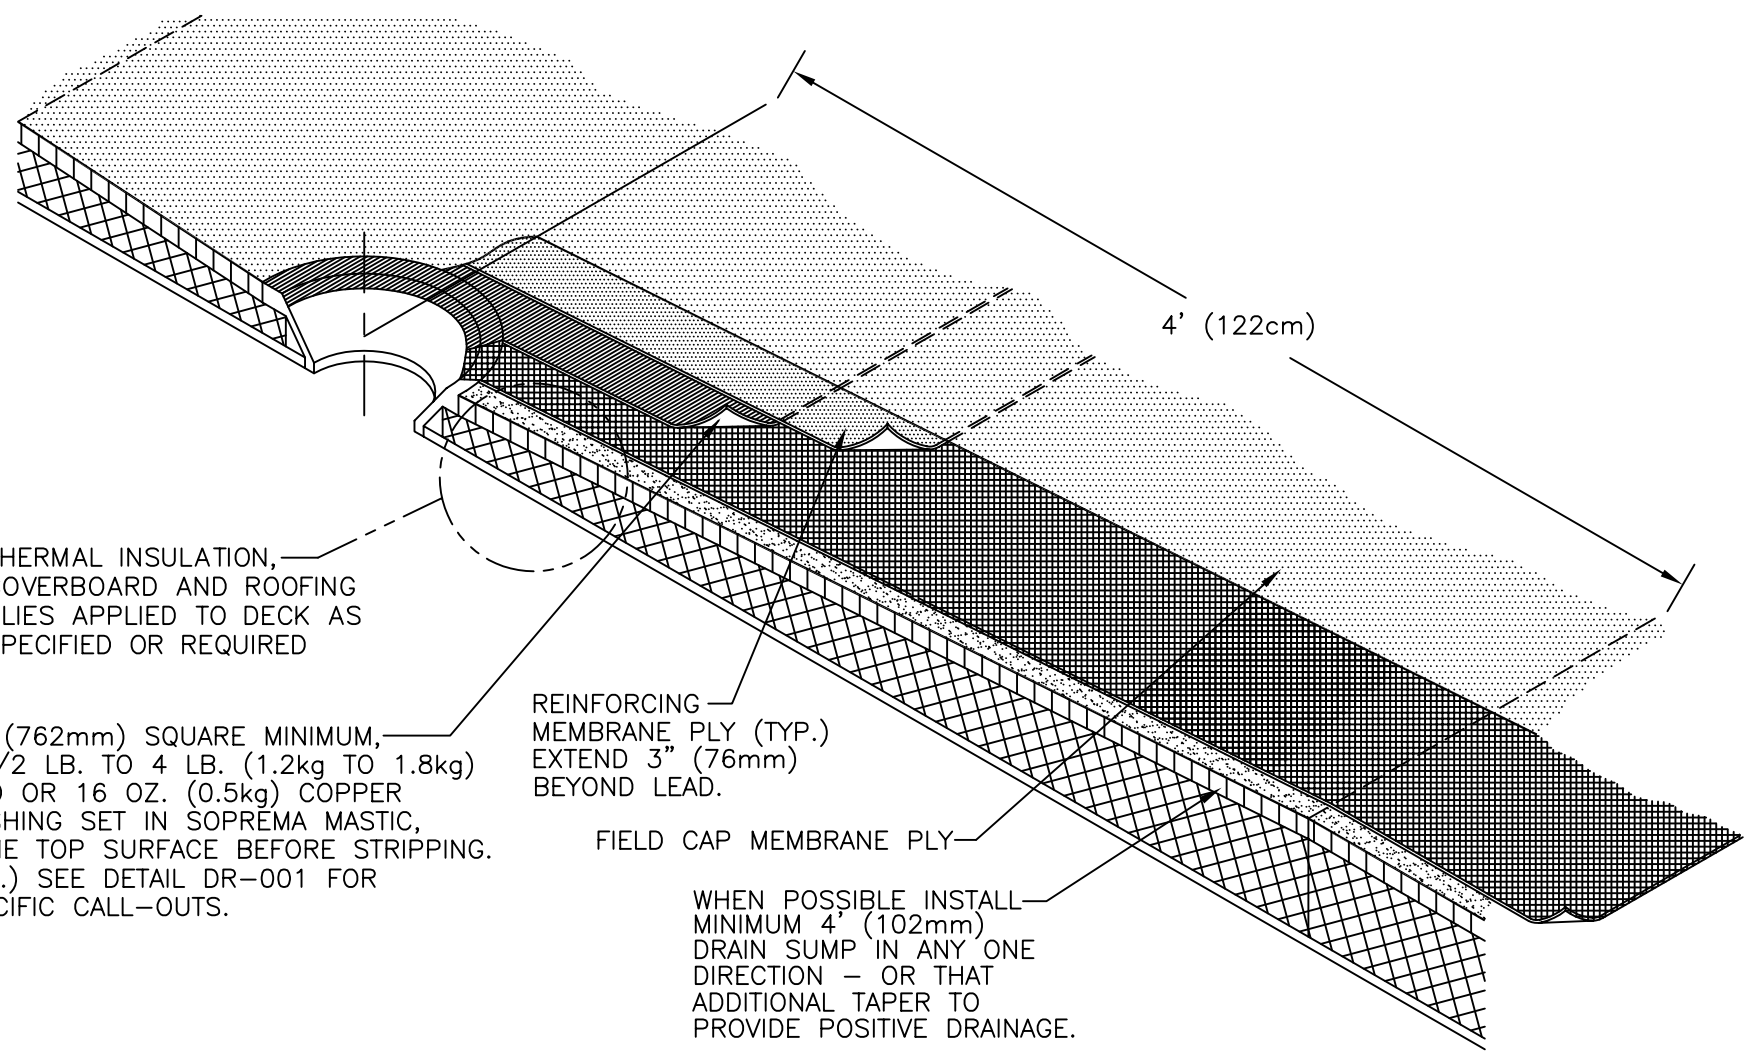 4' (122cm)
HERMAL INSULATION,
OVERBOARD AND ROOFING
LIES APPLIED TO DECK AS
PECIFIED OR REQUIRED
(762mm) SQUARE MINIMUM,
/2 LB. TO 4 LB. (1.2kg TO 1.8kg)
OR 16 OZ. (0.5kg) COPPER
SHING SET IN SOPREMA MASTIC,
TOP SURFACE BEFORE STRIPPING.
.) SEE DETAIL DR-001 FOR
CIFIC CALL-OUTS.
REINFORCING
MEMBRANE PLY (TYP.)
EXTEND 3" (76mm)
BEYOND LEAD.
FIELD CAP MEMBRANE PLY
WHEN POSSIBLE INSTALL
MINIMUM 4' (102mm)
DRAIN SUMP IN ANY ONE
DIRECTION - OR THAT
ADDITIONAL TAPER TO
PROVIDE POSITIVE DRAINAGE.